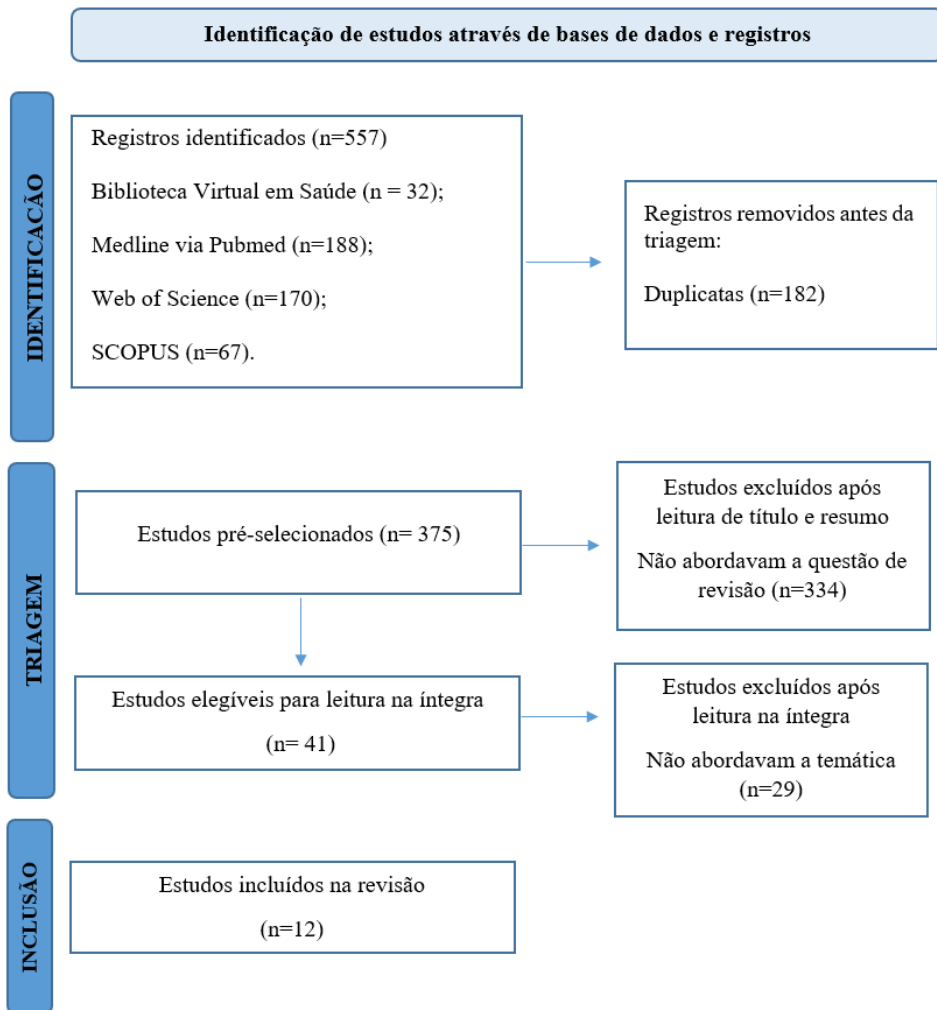 Identificação de estudos através de bases de dados e registros
IDENTIFICAÇÃO
Registros identificados (n=557)
Biblioteca Virtual em Saúde (n = 32);
Medline via Pubmed (n=188);
Web of Science (n=170);
SCOPUS (n=67).
Registros removidos antes da
triagem:
Duplicatas (n=182)
TRIAGEM
Estudos pré-selecionados (n= 375)
Estudos excluídos após
leitura de título e resumo
Não abordavam a questão de
revisão (n=334)
Estudos elegíveis para leitura na íntegra
(n= 41)
Estudos excluídos após
leitura na íntegra
Não abordavam a temática
(n=29)
INCLUSÃO
Estudos incluídos na revisão
(n=12)